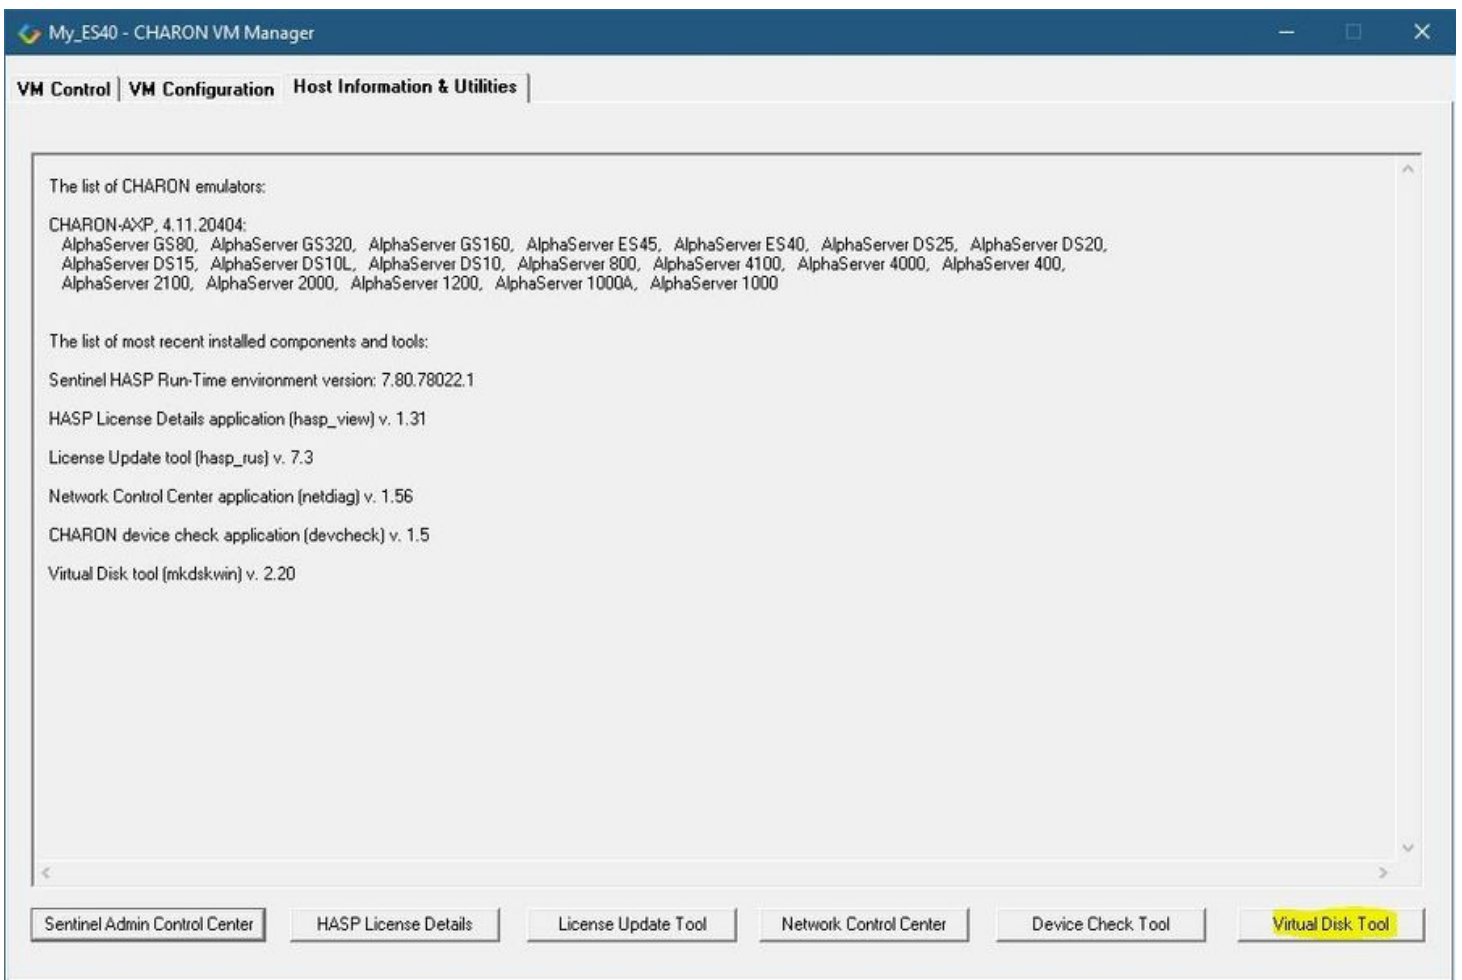 My_ES40 - CHARON VM Manager
VM Control VM Configuration Host Information & Utilities
The list of CHARON emulators:
CHARON-AXP, 4.11.20404:
AlphaServer GS80, AlphaServer GS320, AlphaServer GS160, AlphaServer ES45, AlphaServer ES40, AlphaServer DS25, AlphaServer DS20,
AlphaServer DS15, AlphaServer DS10L, AlphaServer DS10, AlphaServer 800, AlphaServer 4100, AlphaServer 4000, AlphaServer 400,
AlphaServer 2100, AlphaServer 2000, AlphaServer 1200, AlphaServer 1000A, AlphaServer 1000
The list of most recent installed components and tools:
Sentinel HASP Run-Time environment version: 7.80.78022.1
HASP License Details application (hasp_view) v. 1.31
License Update tool (hasp_rus) v. 7.3
Network Control Center application (netdiag) v. 1.56
CHARON device check application (devcheck) v. 1.5
Virtual Disk tool (mkdskwin) v. 2.20
Sentinel Admin Control Center HASP License Details License Update Tool Network Control Center Device Check Tool Virtual Disk Tool